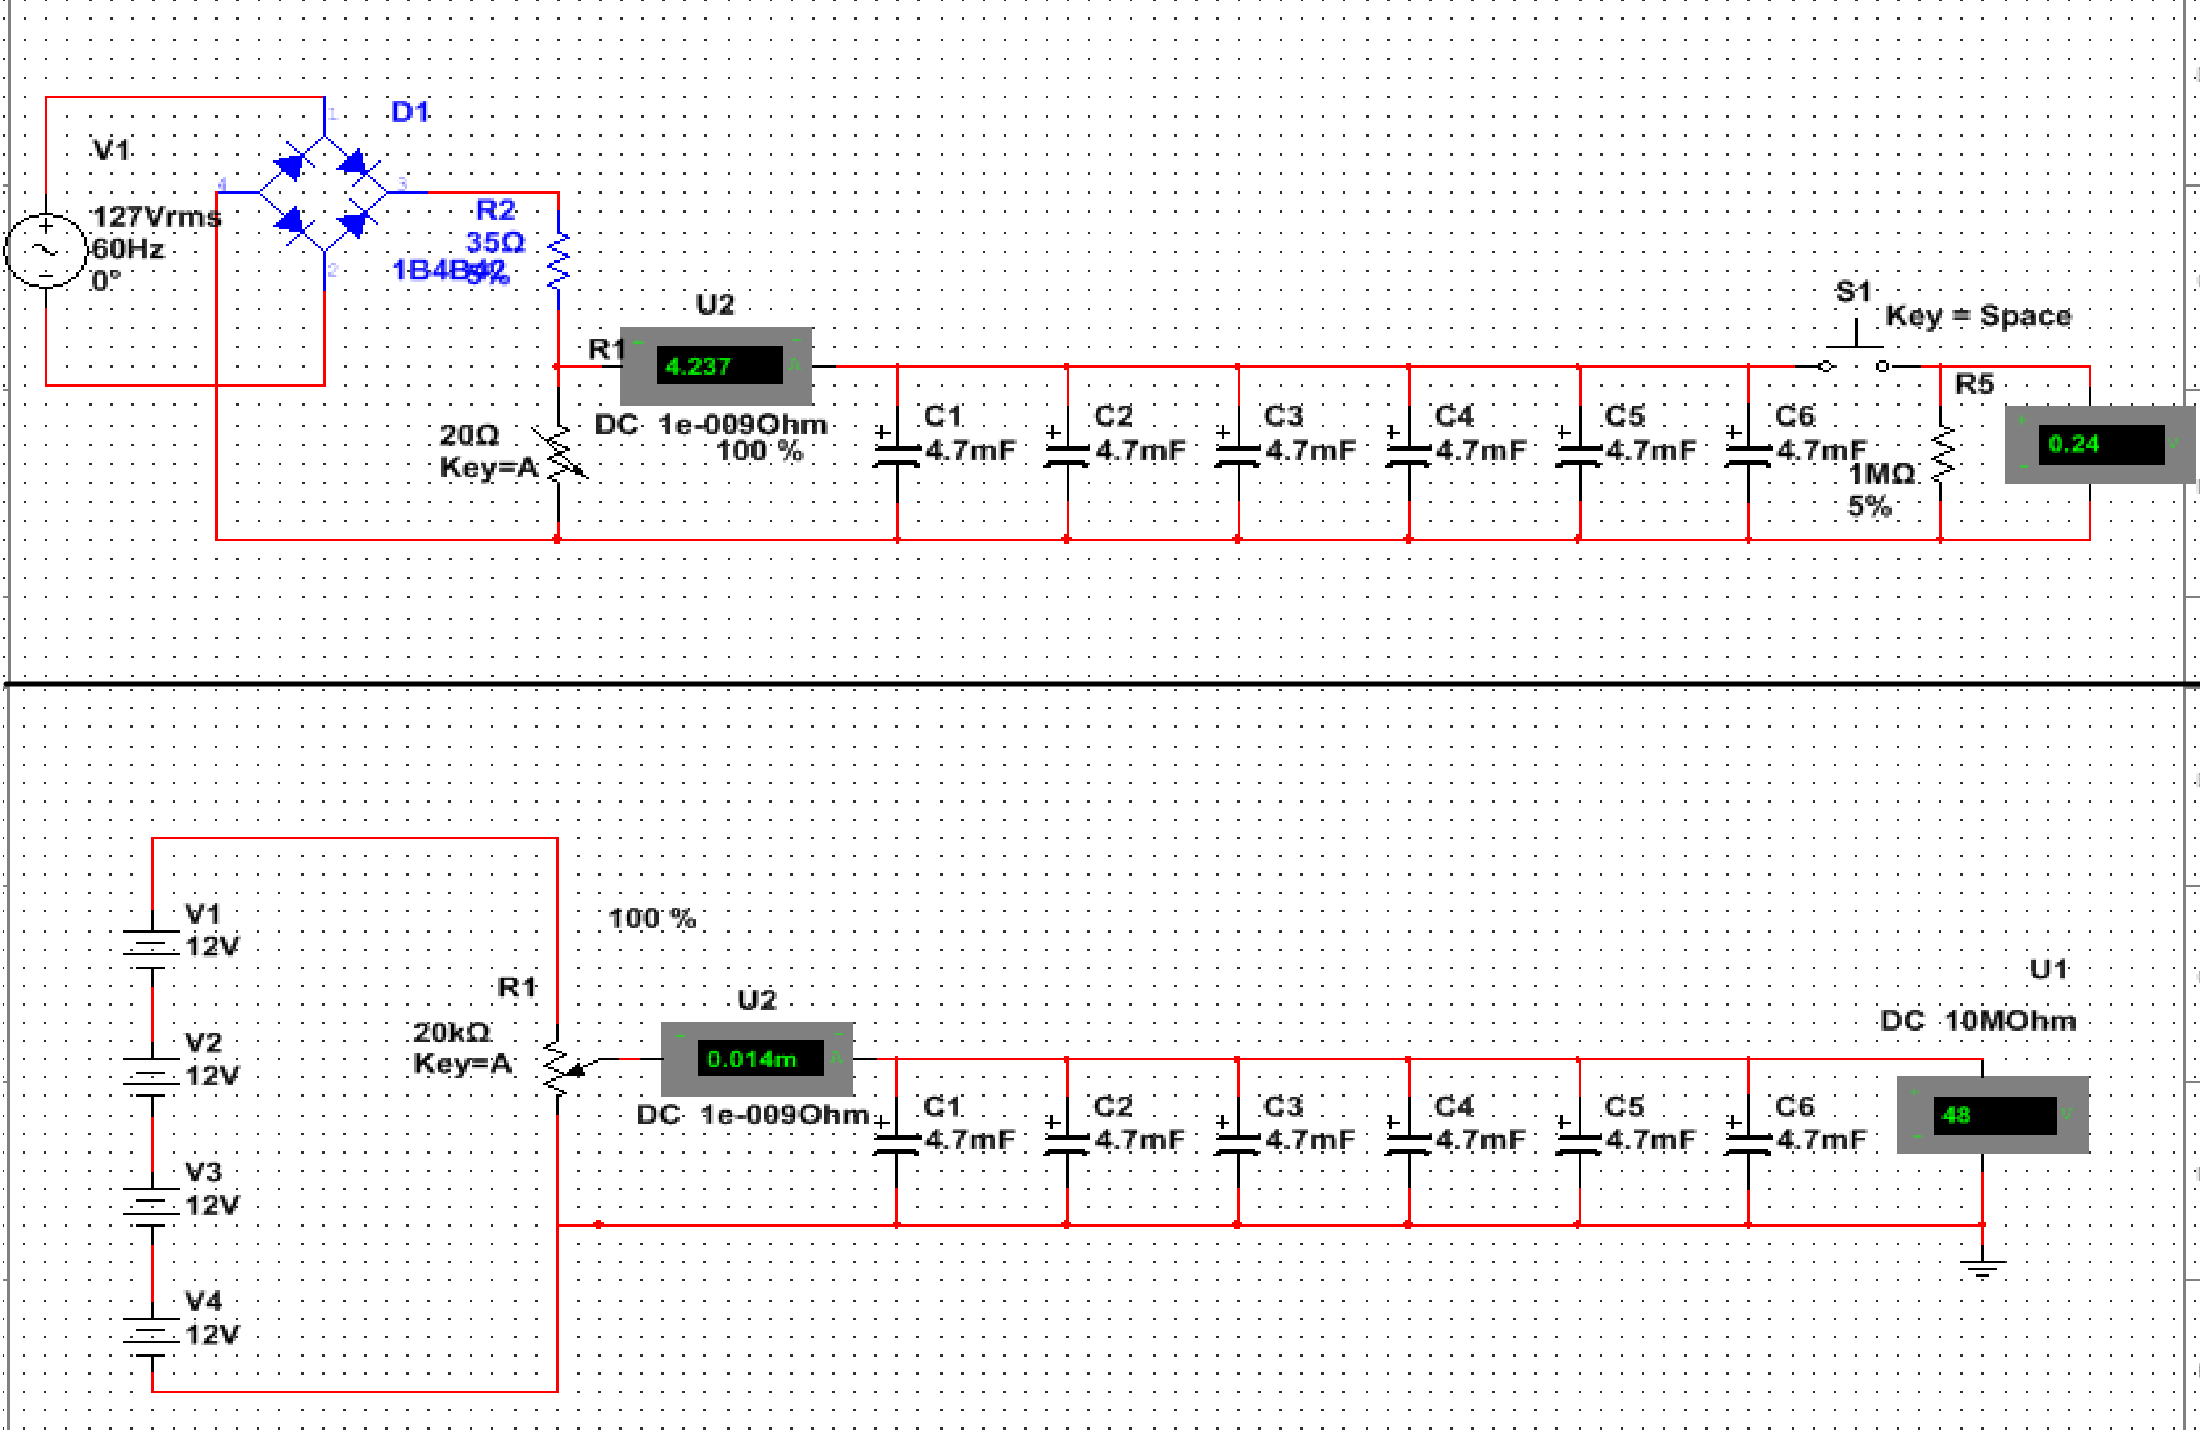 D1
V1
127Vrms
60Hz
0°
1
4
3
2
R2
35Ω
5%
1B4B42
U2
R1
4.237
A
DC 1e-009Ohm
100 %
20Ω
Key=A
C1
4.7mF
C2
4.7mF
C3
4.7mF
C4
4.7mF
C5
4.7mF
C6
4.7mF
S1
Key = Space
R5
1MΩ
5%
0.24
V
V1
12V
V2
12V
V3
12V
V4
12V
100 %
R1
20kΩ
Key=A
U2
0.014m
A
DC 1e-009Ohm
C1
4.7mF
C2
4.7mF
C3
4.7mF
C4
4.7mF
C5
4.7mF
C6
4.7mF
U1
DC 10MOhm
48
V